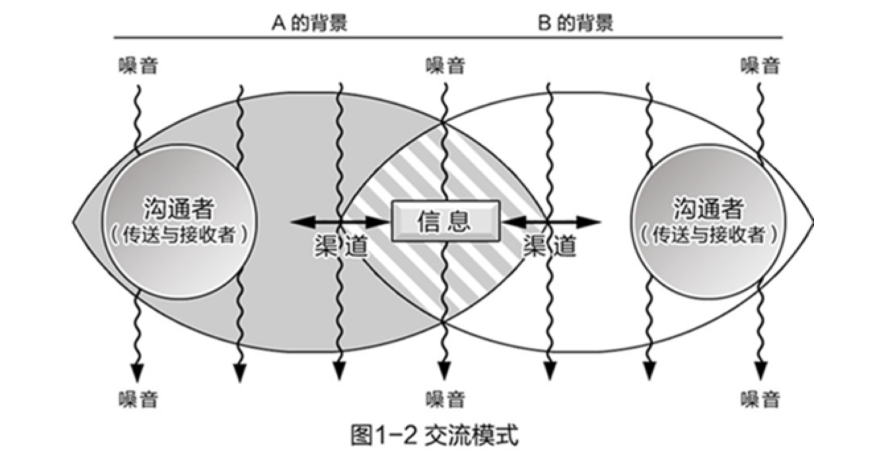 A 的背景 B 的背景
噪音 噪音 噪音
沟通者
（传送与接收者）
信息
渠道 渠道
沟通者
（传送与接收者）
噪音 噪音 噪音
图1-2 交流模式